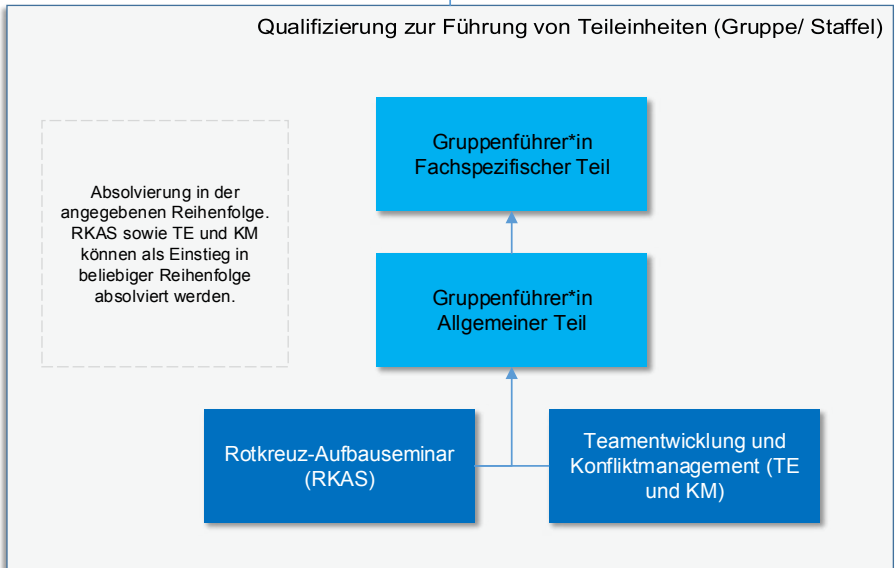 Qualifizierung zur Führung von Teileinheiten (Gruppe/ Staffel)
Gruppenführer*in
Fachspezifischer Teil
Absolvierung in der
angegebenen Reihenfolge.
RKAS sowie TE und KM
können als Einstieg in
beliebiger Reihenfolge
absolviert werden.
Gruppenführer*in
Allgemeiner Teil
Rotkreuz-Aufbauseminar
(RKAS)
Teamentwicklung und
Konfliktmanagement (TE
und KM)